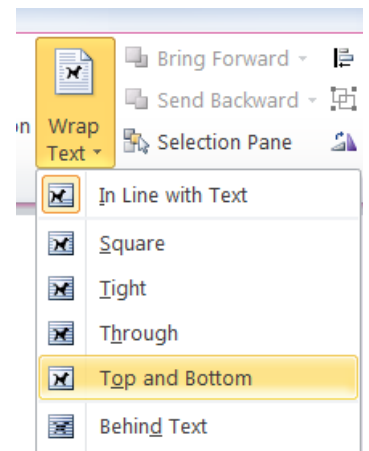 Bring Forward
Send Backward
on Wrap
Text
Selection Pane
In Line with Text
Square
Tight
Through
Top and Bottom
Behind Text